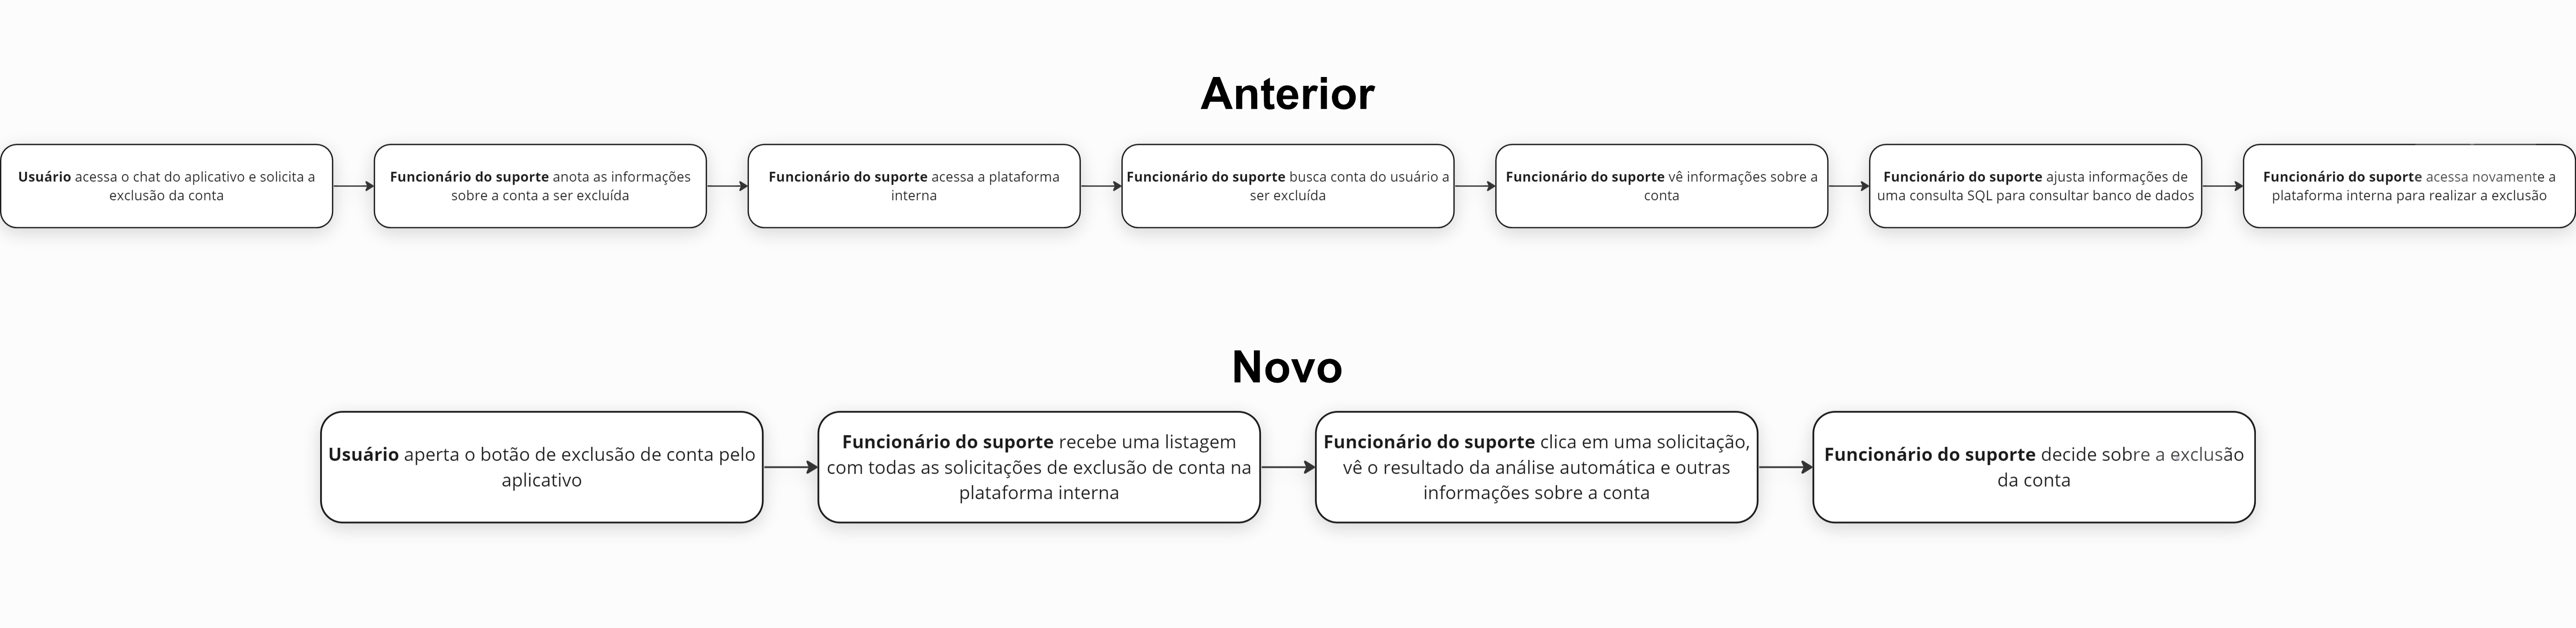 Anterior
Usuário acessa o chat do aplicativo e solicita a
exclusão da conta
Funcionário do suporte anota as informações
sobre a conta a ser excluída
Funcionário do suporte acessa a plataforma
interna
Funcionário do suporte busca conta do usuário a
ser excluída
Funcionário do suporte vê informações sobre a
conta
Funcionário do suporte ajusta informações de
uma consulta SQL para consultar banco de dados
Funcionário do suporte acessa novamente a
plataforma interna para realizar a exclusão
Novo
Usuário aperta o botão de exclusão de conta pelo
aplicativo
Funcionário do suporte recebe uma listagem
com todas as solicitações de exclusão de conta na
plataforma interna
Funcionário do suporte clica em uma solicitação,
vê o resultado da análise automática e outras
informações sobre a conta
Funcionário do suporte decide sobre a exclusão
da conta